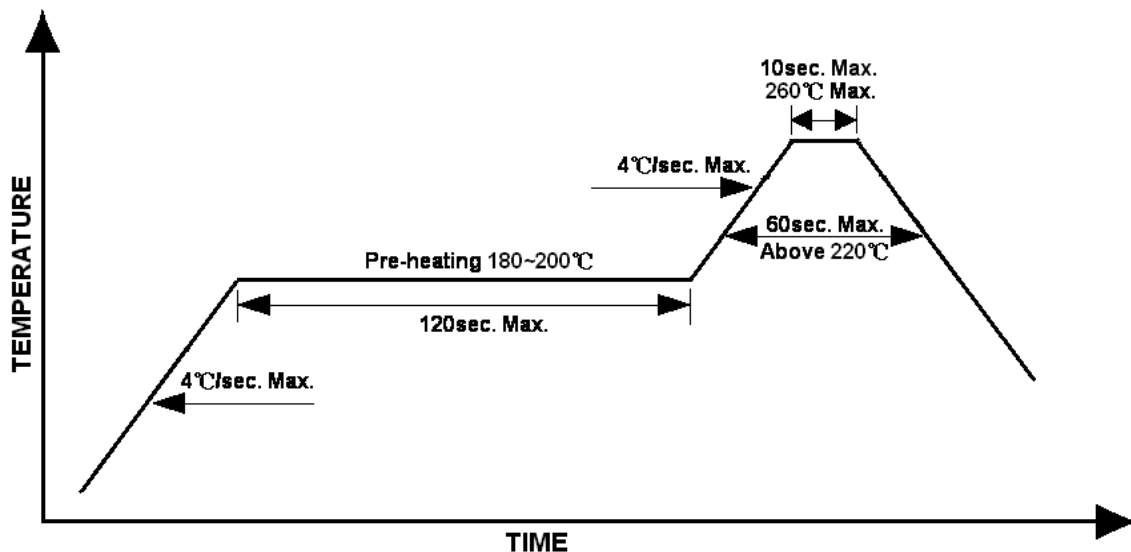 10sec. Max.
260℃ Max.
4℃/sec. Max.
60sec. Max.
Above 220℃
Pre-heating 180~200℃
120sec. Max.
4℃/sec. Max.
TEMPERATURE
TIME